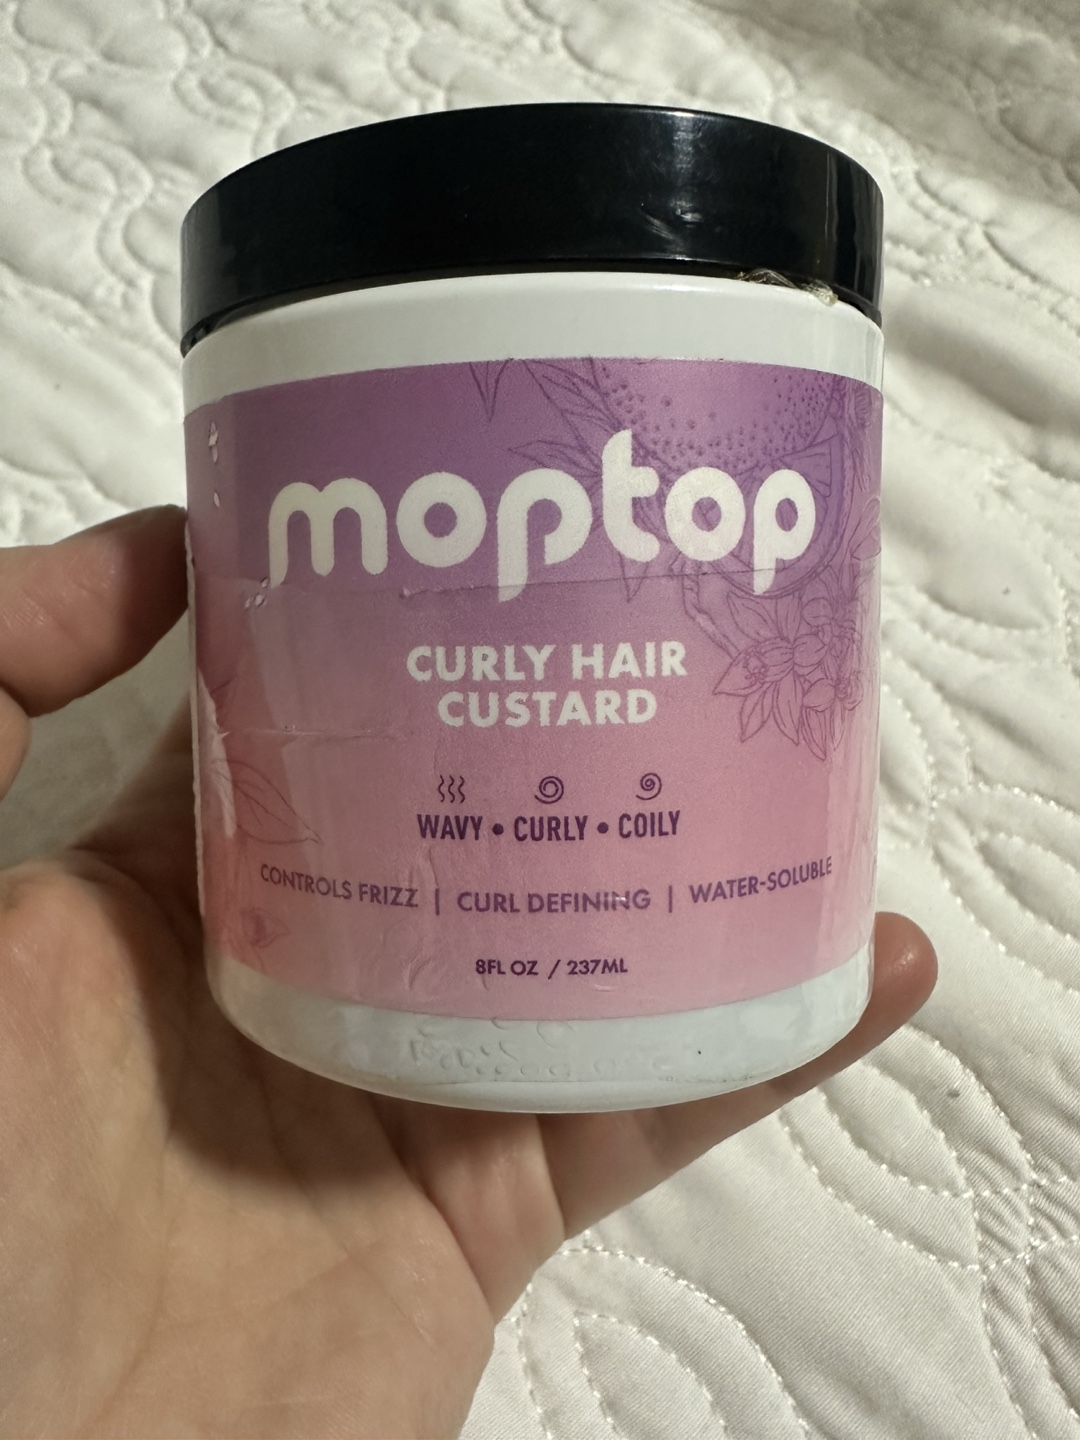 moptop
CURLY HAIR
CUSTARD
WAVY • CURLY • COILY
CONTROLS FRIZZ | CURL DEFINING | WATER-SOLUBLE
8FL OZ / 237ML